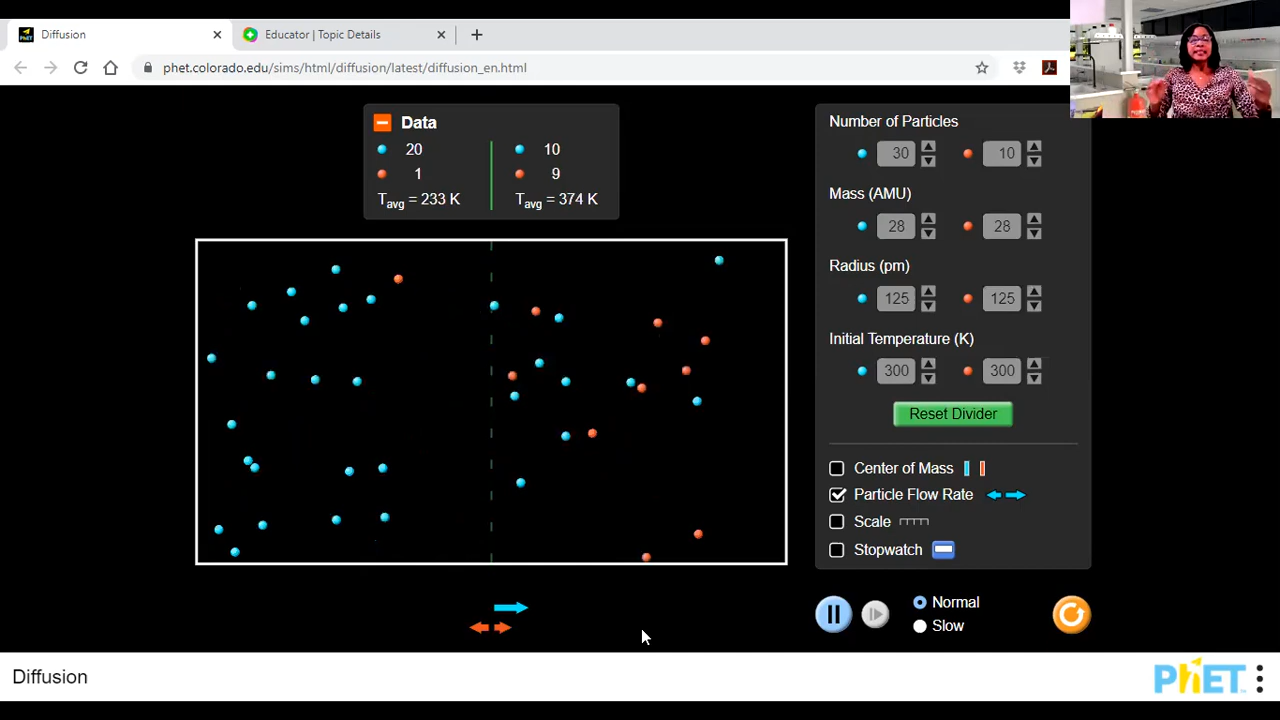 Diffusion
Educator | Topic Details
phet.colorado.edu/sims/html/diffusion/latest/diffusion_en.html
Data
20 10
1 9
Tavg = 233 K Tavg = 374 K
Number of Particles
30 10
Mass (AMU)
28 28
Radius (pm)
125 125
Initial Temperature (K)
300 300
Reset Divider
Center of Mass
Particle Flow Rate
Scale
Stopwatch
Normal
Slow
Diffusion
PhET